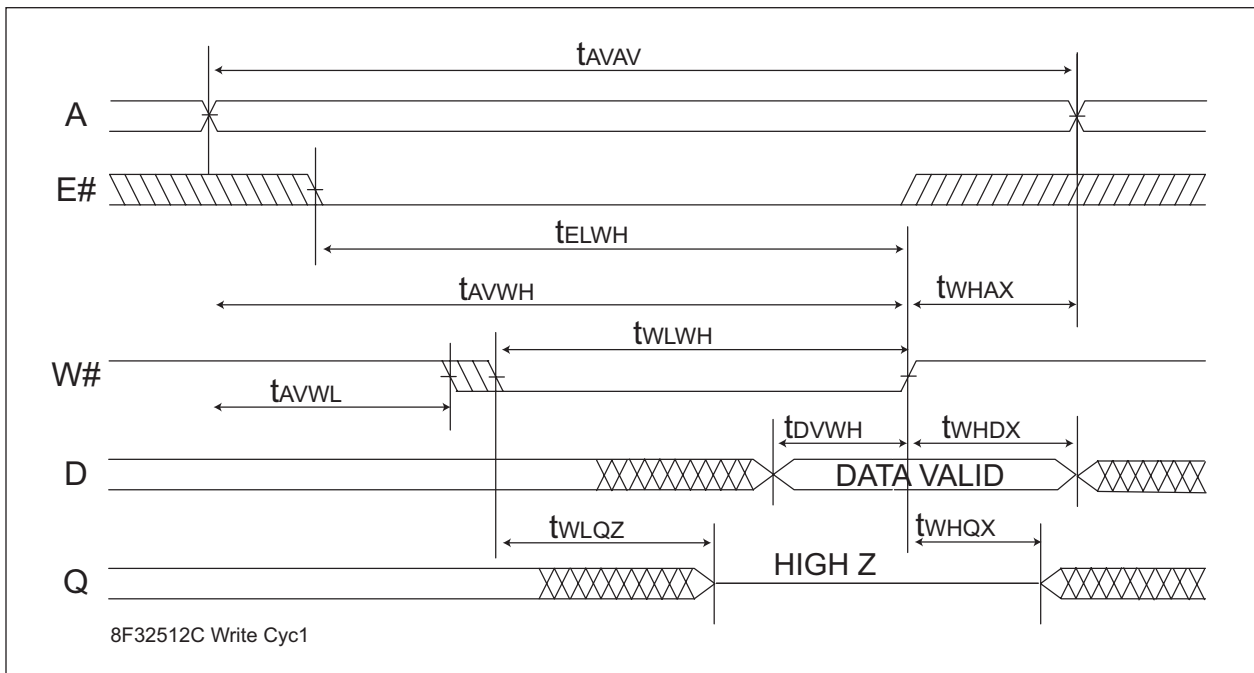 tAVAV
A
E#
tELWH
tAVWH
tWHAX
tWLWH
W#
tAVWL
tDVWH
tWHDX
D
DATA VALID
tWLQZ
tWHQX
HIGH Z
Q
8F32512C Write Cyc1